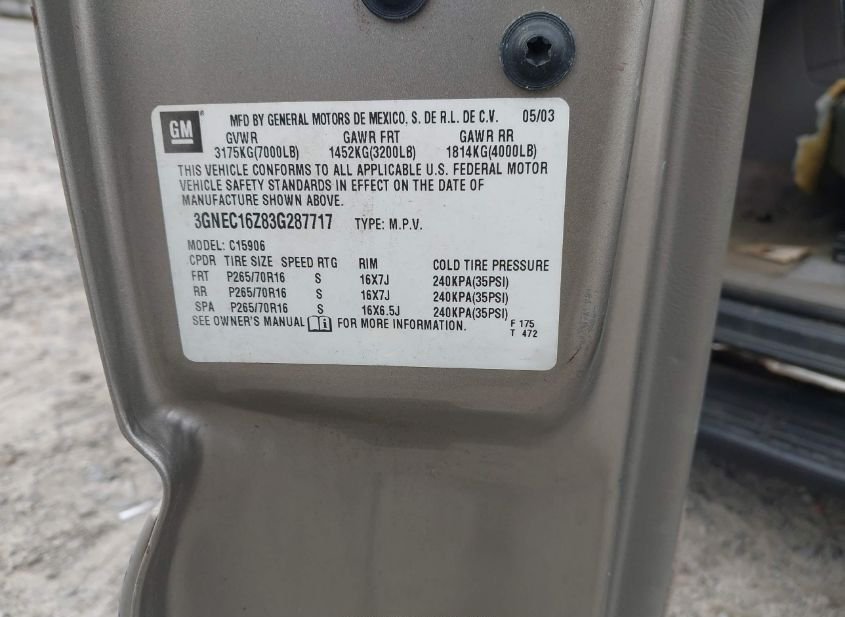 GM
MFD BY GENERAL MOTORS DE MEXICO, S. DE R.L. DE C.V. 05/03
GVWR GAWR FRT GAWR RR
3175KG(7000LB) 1452KG(3200LB) 1814KG(4000LB)
THIS VEHICLE CONFORMS TO ALL APPLICABLE U.S. FEDERAL MOTOR
VEHICLE SAFETY STANDARDS IN EFFECT ON THE DATE OF
MANUFACTURE SHOWN ABOVE.
3GNEC16Z83G287717 TYPE: M.P.V.
MODEL: C15906
CPDR TIRE SIZE SPEED RTG RIM COLD TIRE PRESSURE
FRT P265/70R16 S 16X7J 240KPA(35PSI)
RR P265/70R16 S 16X7J 240KPA(35PSI)
SPA P265/70R16 S 16X6.5J 240KPA(35PSI)
SEE OWNER'S MANUAL i FOR MORE INFORMATION. F 175
T 472